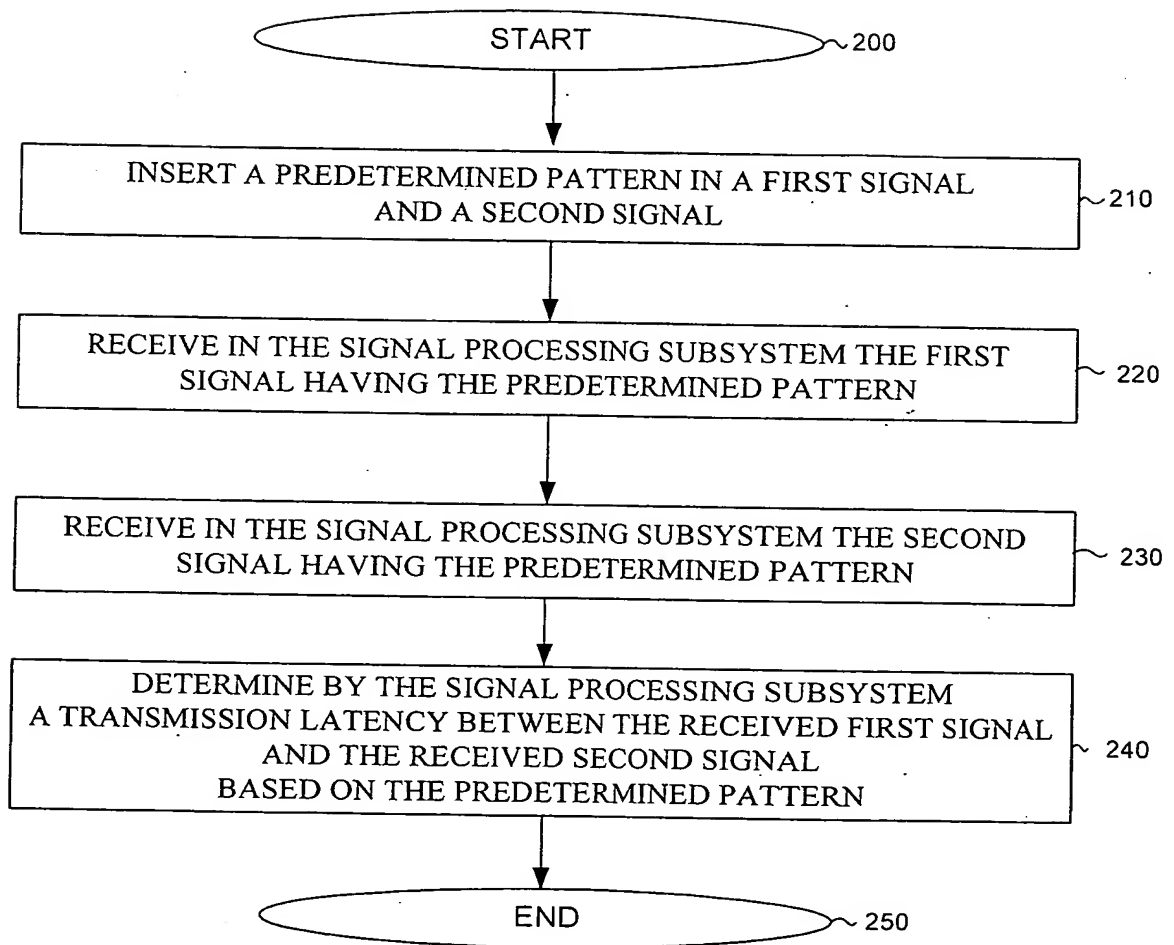 START
200
INSERT A PREDETERMINED PATTERN IN A FIRST SIGNAL
AND A SECOND SIGNAL
210
RECEIVE IN THE SIGNAL PROCESSING SUBSYSTEM THE FIRST
SIGNAL HAVING THE PREDETERMINED PATTERN
220
RECEIVE IN THE SIGNAL PROCESSING SUBSYSTEM THE SECOND
SIGNAL HAVING THE PREDETERMINED PATTERN
230
DETERMINE BY THE SIGNAL PROCESSING SUBSYSTEM
A TRANSMISSION LATENCY BETWEEN THE RECEIVED FIRST SIGNAL
AND THE RECEIVED SECOND SIGNAL
BASED ON THE PREDETERMINED PATTERN
240
END
250